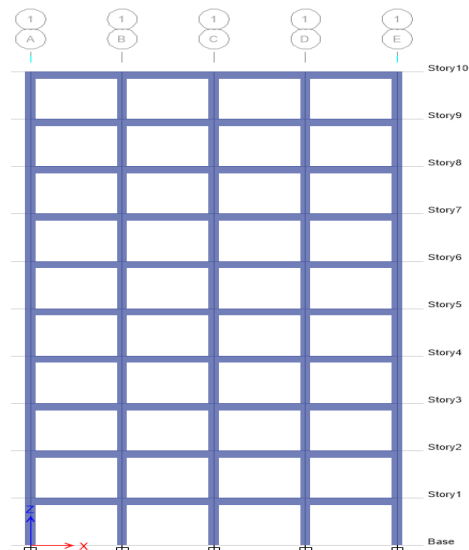 1 1 1 1 1
A B C D E
Story10
Story9
Story8
Story7
Story6
Story5
Story4
Story3
Story2
Story1
Z
Base
X